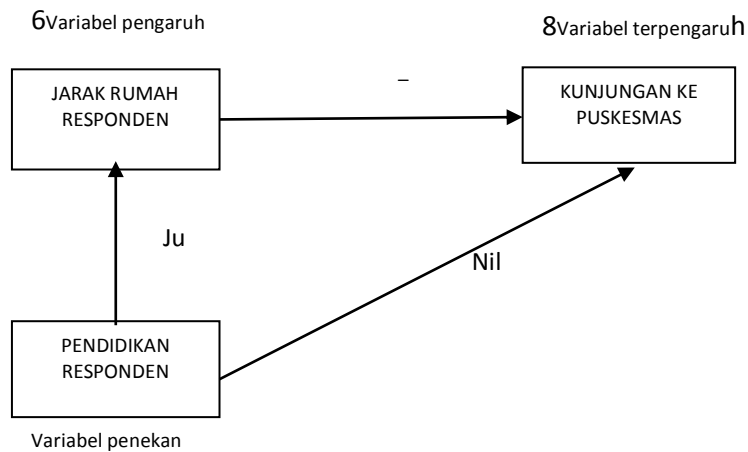 6Variabel pengaruh
8Variabel terpengaruh
JARAK RUMAH
RESPONDEN
–
KUNJUNGAN KE
PUSKESMAS
Ju
Nil
PENDIDIKAN
RESPONDEN
Variabel penekan